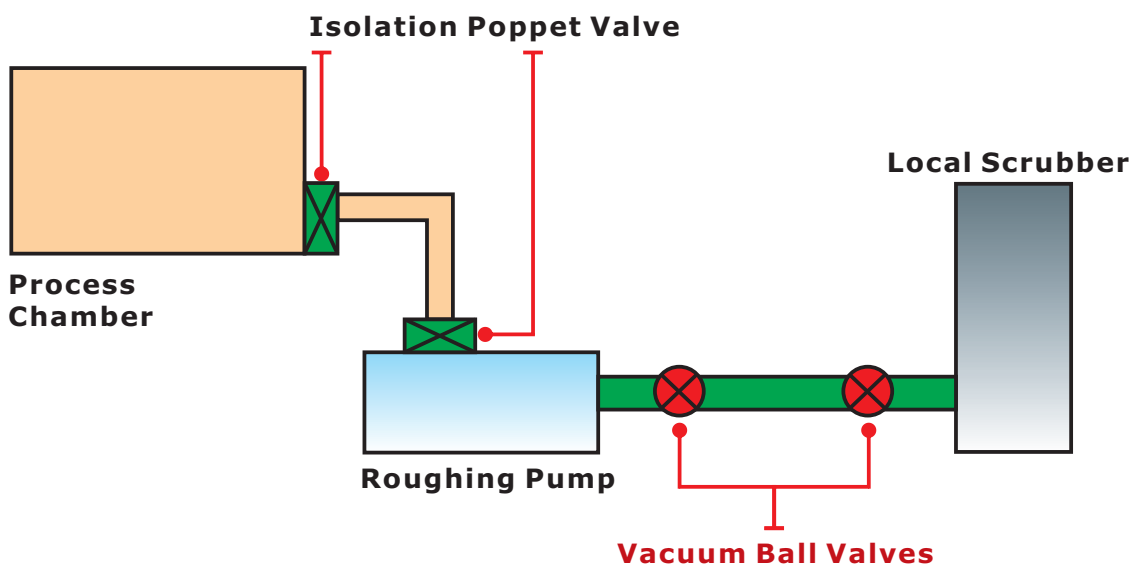 Isolation Poppet Valve
Local Scrubber
Process
Chamber
Roughing Pump
Vacuum Ball Valves